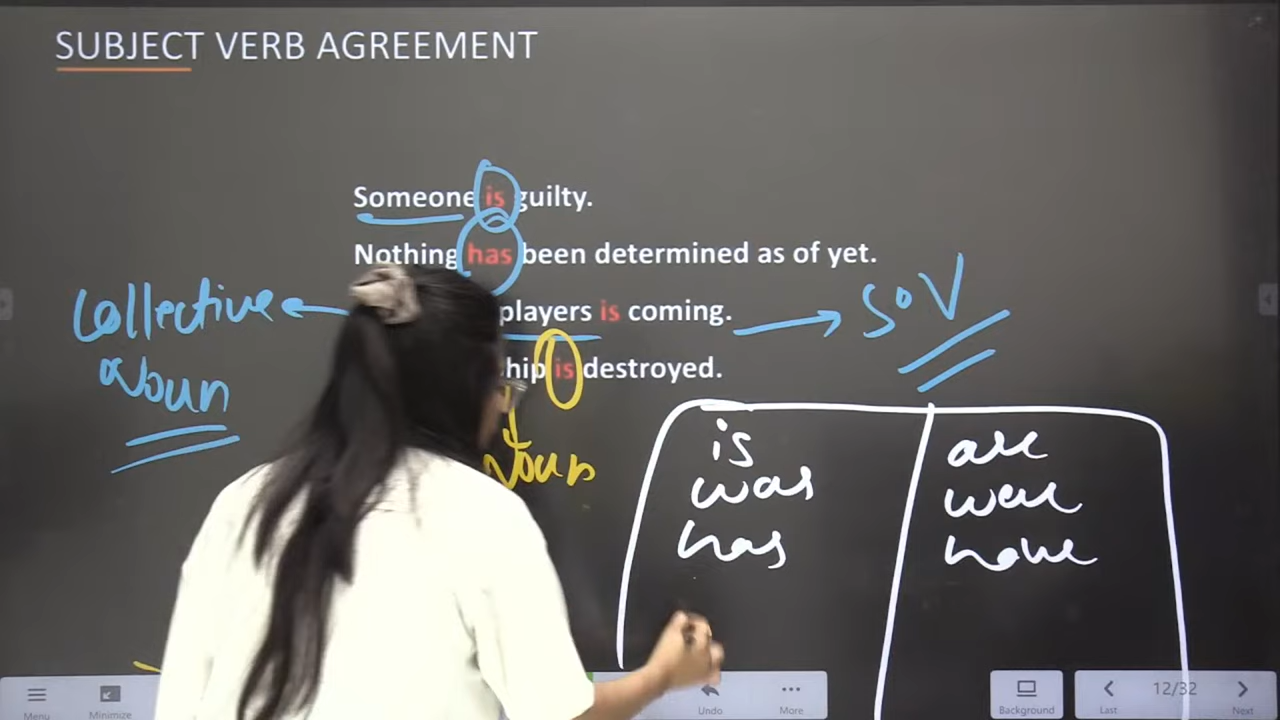 SUBJECT VERB AGREEMENT
Someone is guilty.
Nothing has been determined as of yet.
players is coming.
SOV
Collective
Noun
hip is destroyed.
Noun
is
was
has
are
were
have
Menu
Minimize
Undo
More
Background
Last
12/32
Next